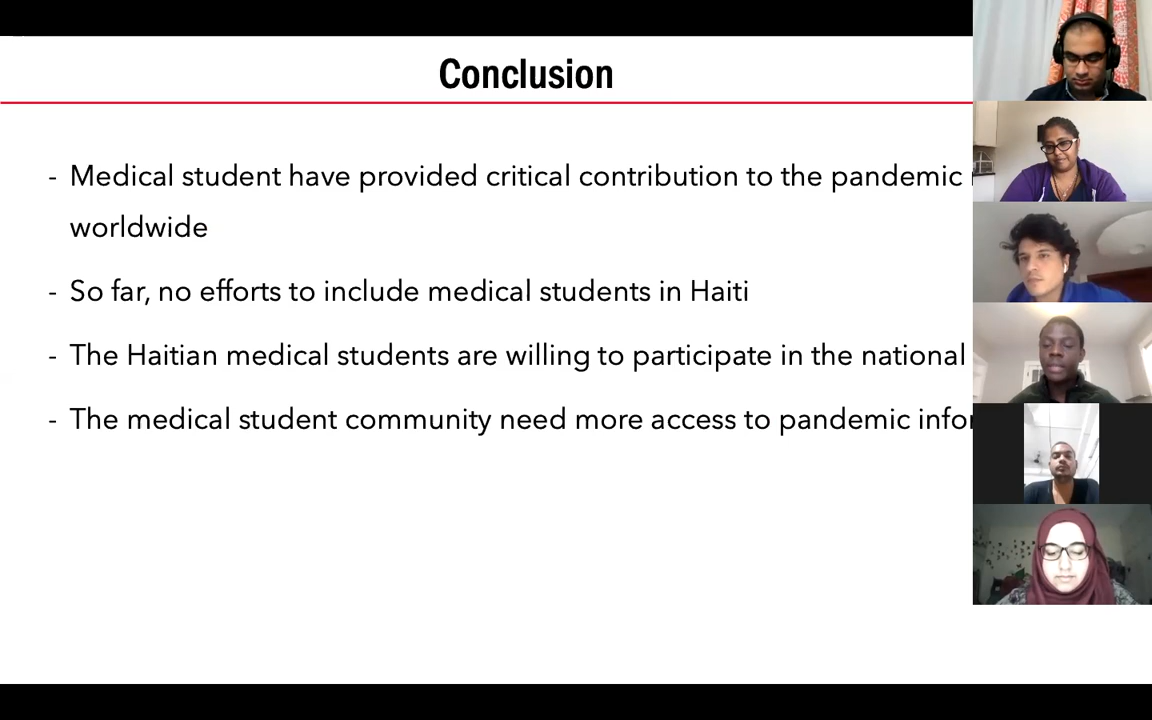 Conclusion
- Medical student have provided critical contribution to the pandemic
worldwide
- So far, no efforts to include medical students in Haiti
- The Haitian medical students are willing to participate in the national
- The medical student community need more access to pandemic